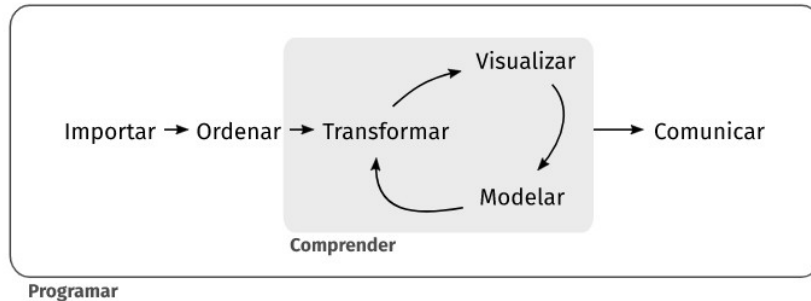 Visualizar
Importar Ordenar Transformar Comunicar
Modelar
Comprender
Programar